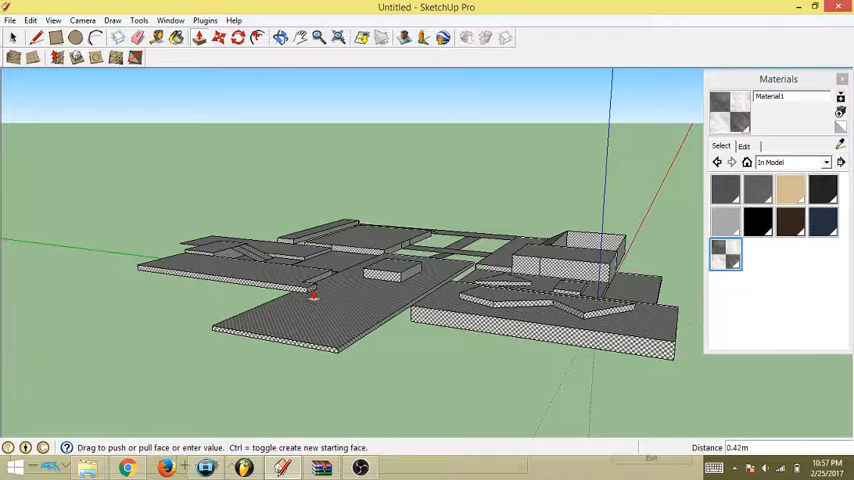 Untitled - SketchUp Pro
File Edit View Camera Draw Tools Window Plugins Help
Materials
Material1
Select Edit
In Model
Drag to push or pull face or enter value. Ctrl = toggle create new starting face.
Distance 0.42m
Exit
10:57 PM
2/25/2017